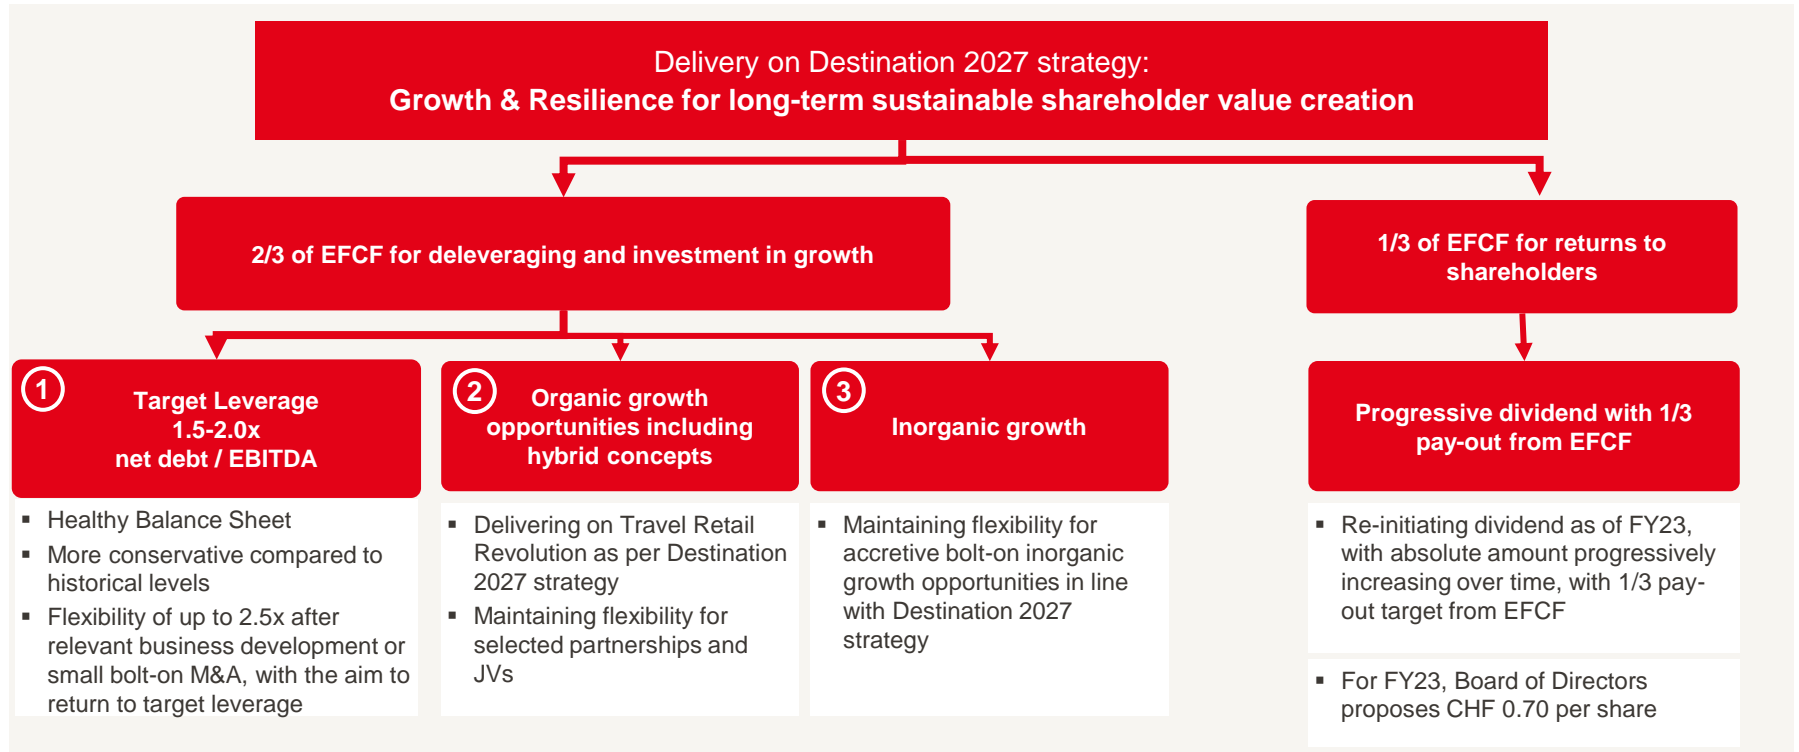 Delivery on Destination 2027 strategy:
Growth & Resilience for long-term sustainable shareholder value creation
2/3 of EFCF for deleveraging and investment in growth
1/3 of EFCF for returns to
shareholders
1
Target Leverage
1.5-2.0x
net debt / EBITDA
▪ Healthy Balance Sheet
▪ More conservative compared to
historical levels
▪ Flexibility of up to 2.5x after
relevant business development or
small bolt-on M&A, with the aim to
return to target leverage
2
Organic growth
opportunities including
hybrid concepts
▪ Delivering on Travel Retail
Revolution as per Destination
2027 strategy
▪ Maintaining flexibility for
selected partnerships and
JVs
3
Inorganic growth
▪ Maintaining flexibility for
accretive bolt-on inorganic
growth opportunities in line
with Destination 2027
strategy
Progressive dividend with 1/3
pay-out from EFCF
▪ Re-initiating dividend as of FY23,
with absolute amount progressively
increasing over time, with 1/3 pay-
out target from EFCF
▪ For FY23, Board of Directors
proposes CHF 0.70 per share